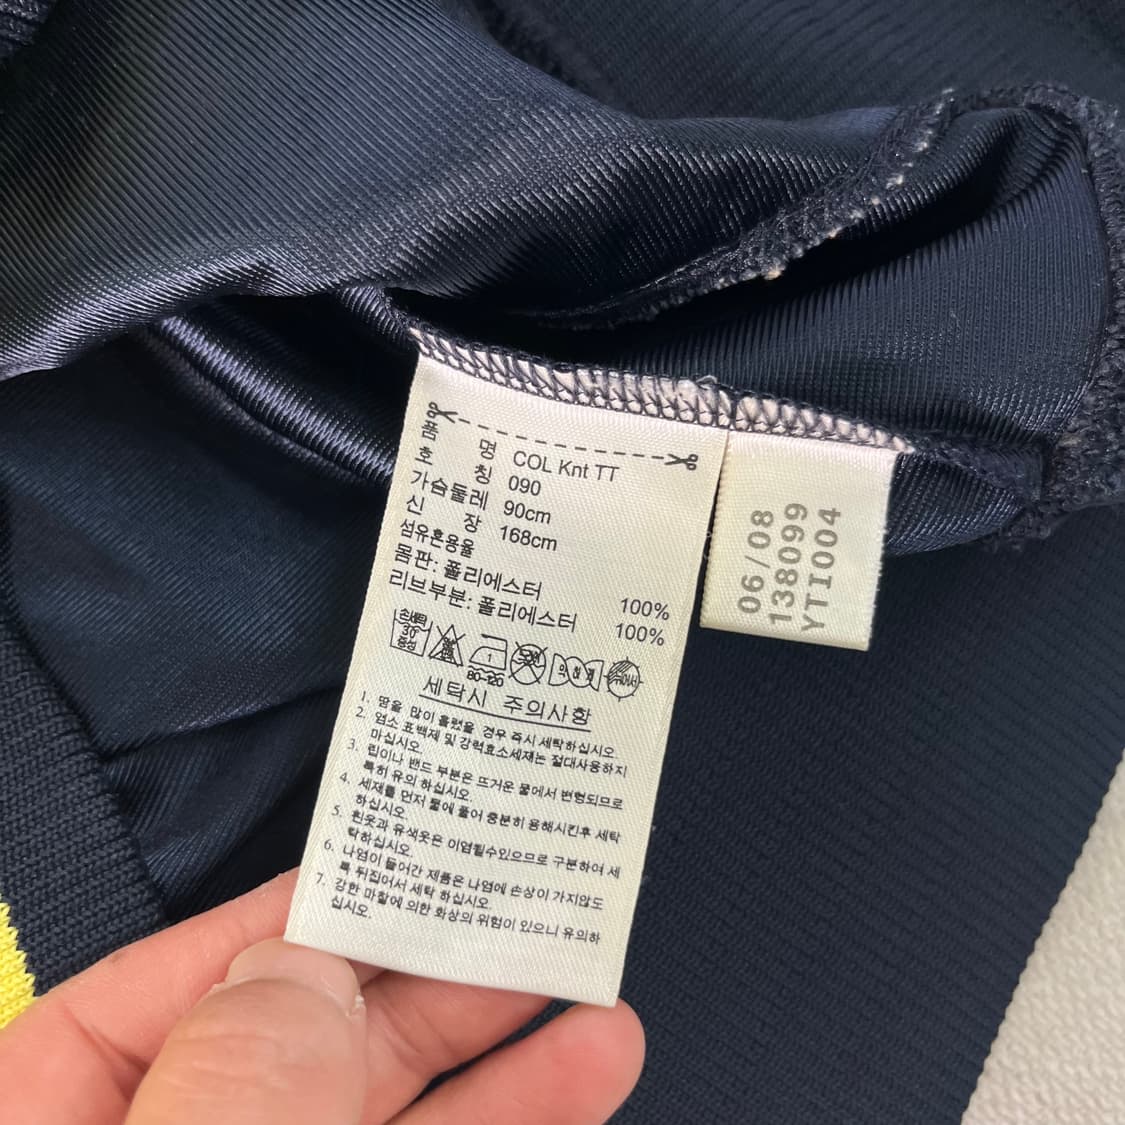 품 명 COL Knt TT
호 칭 090
가슴둘레 90cm
신 장 168cm
섬유혼용율
몸판: 폴리에스터 100%
리브부분: 폴리에스터 100%
손세탁 30° 중성
1 80-120
세탁시 주의사항
1. 땀을 많이 흘렸을 경우 즉시 세탁하십시오.
2. 염소 표백제 및 강력효소세제는 절대사용하지
마십시오.
3. 립이나 밴드 부분은 뜨거운 물에서 변형되므로
특히 유의 하십시오.
4. 세제를 먼저 물에 풀어 충분히 용해시킨후 세탁
하십시오.
5. 흰옷과 유색옷은 이염될수있으므로 구분하여 세
탁하십시오.
6. 나염이 들어간 제품은 나염에 손상이 가지않도
록 뒤집어서 세탁 하십시오.
7. 강한 마찰에 의한 화상의 위험이 있으니 유의하
십시오.
06/08
138099
YTI004